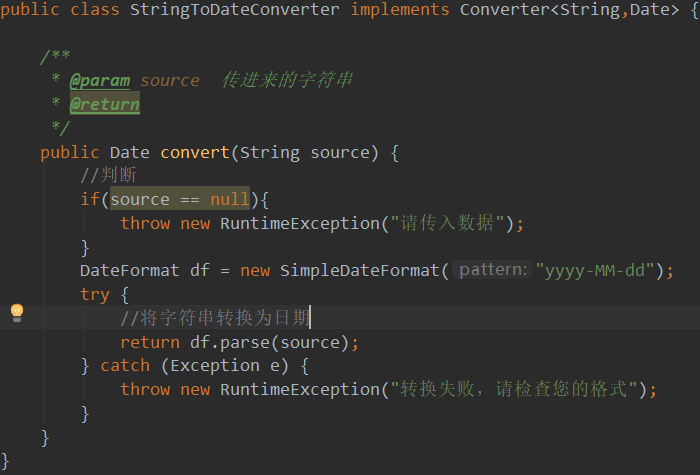 public class StringToDateConverter implements Converter<String,Date> {
/**
* @param source 传进来的字符串
* @return
*/
public Date convert(String source) {
//判断
if(source == null){
throw new RuntimeException("请传入数据");
}
DateFormat df = new SimpleDateFormat( pattern: "yyyy-MM-dd");
try {
//将字符串转换为日期
return df.parse(source);
} catch (Exception e) {
throw new RuntimeException("转换失败，请检查您的格式");
}
}
}